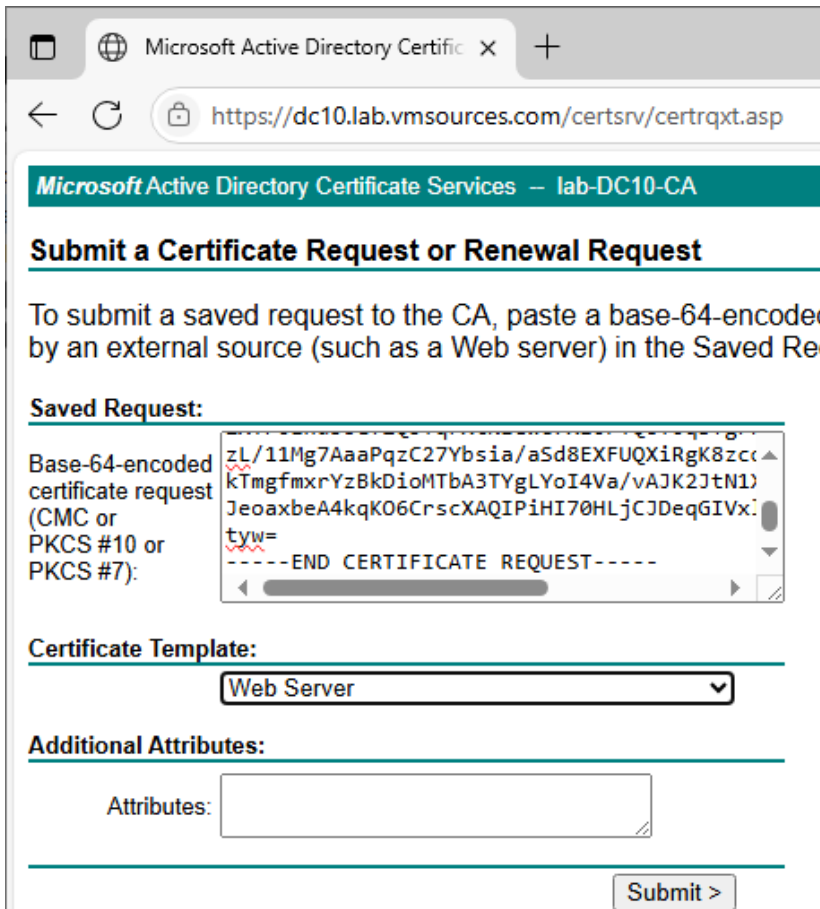 Microsoft Active Directory Certific
https://dc10.lab.vmsources.com/certsrv/certrqxt.asp
Microsoft Active Directory Certificate Services -- lab-DC10-CA
Submit a Certificate Request or Renewal Request
To submit a saved request to the CA, paste a base-64-encoded
by an external source (such as a Web server) in the Saved Re
Saved Request:
Base-64-encoded
certificate request
(CMC or
PKCS #10 or
PKCS #7):
zL/11Mg7AaaPqzC27Ybsia/aSd8EXFUQXiRgK8zcc
kTmgfmxrYzBkDioMTbA3TYgLYoI4Va/vAJK2JtN1X
JeoaxbeA4kqKO6CrscXAQIPiHI70HLjCJDeqGIVx
tyw=
-----END CERTIFICATE REQUEST-----
Certificate Template:
Web Server
Additional Attributes:
Attributes:
Submit >